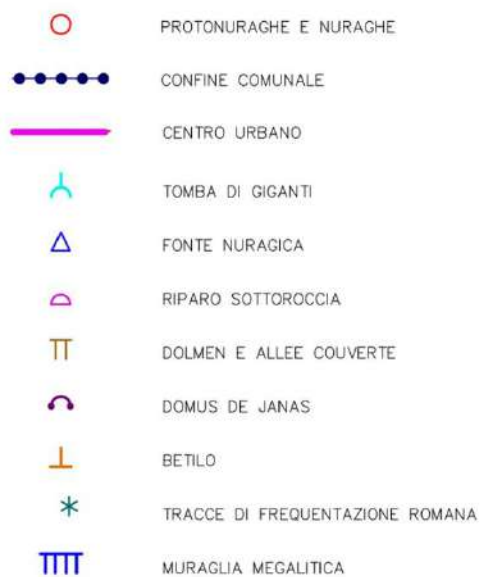 PROTONURAGHE E NURAGHE
CONFINE COMUNALE
CENTRO URBANO
TOMBA DI GIGANTI
FONTE NURAGICA
RIPARO SOTTOROCCIA
DOLMEN E ALLEE COUVERTE
DOMUS DE JANAS
BETILO
TRACCE DI FREQUENTAZIONE ROMANA
MURAGLIA MEGALITICA